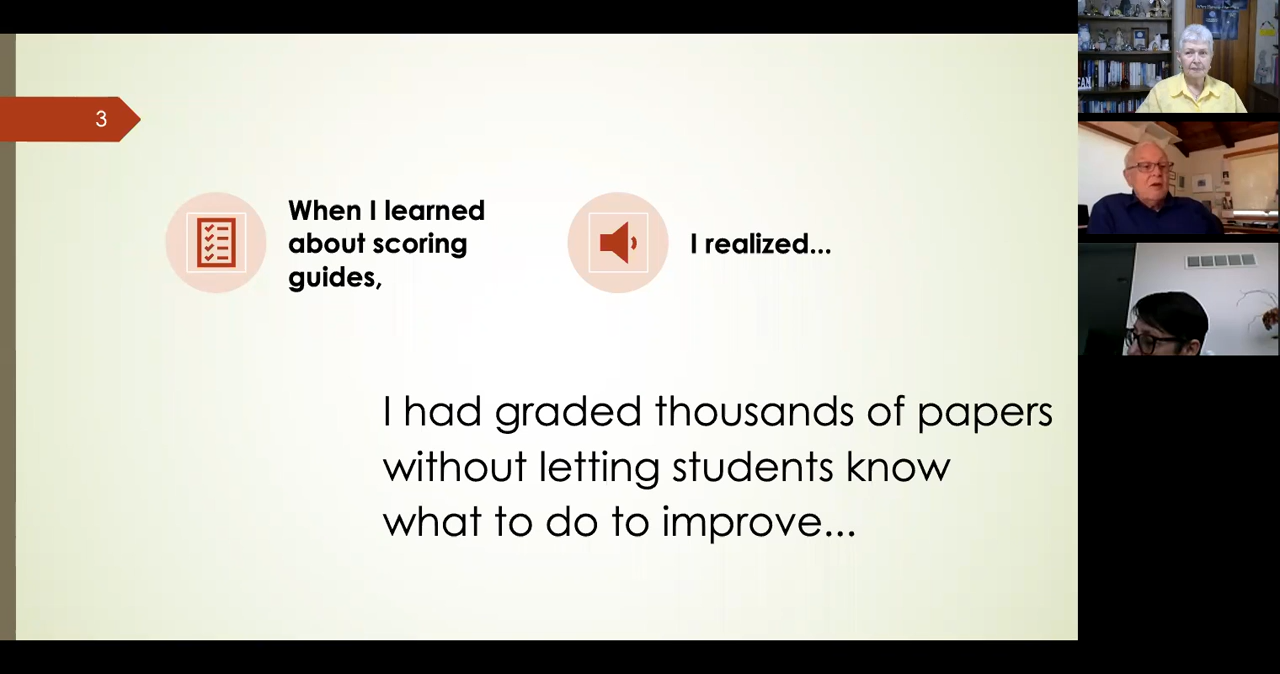 3
When I learned
about scoring
guides,
I realized...
I had graded thousands of papers
without letting students know
what to do to improve...